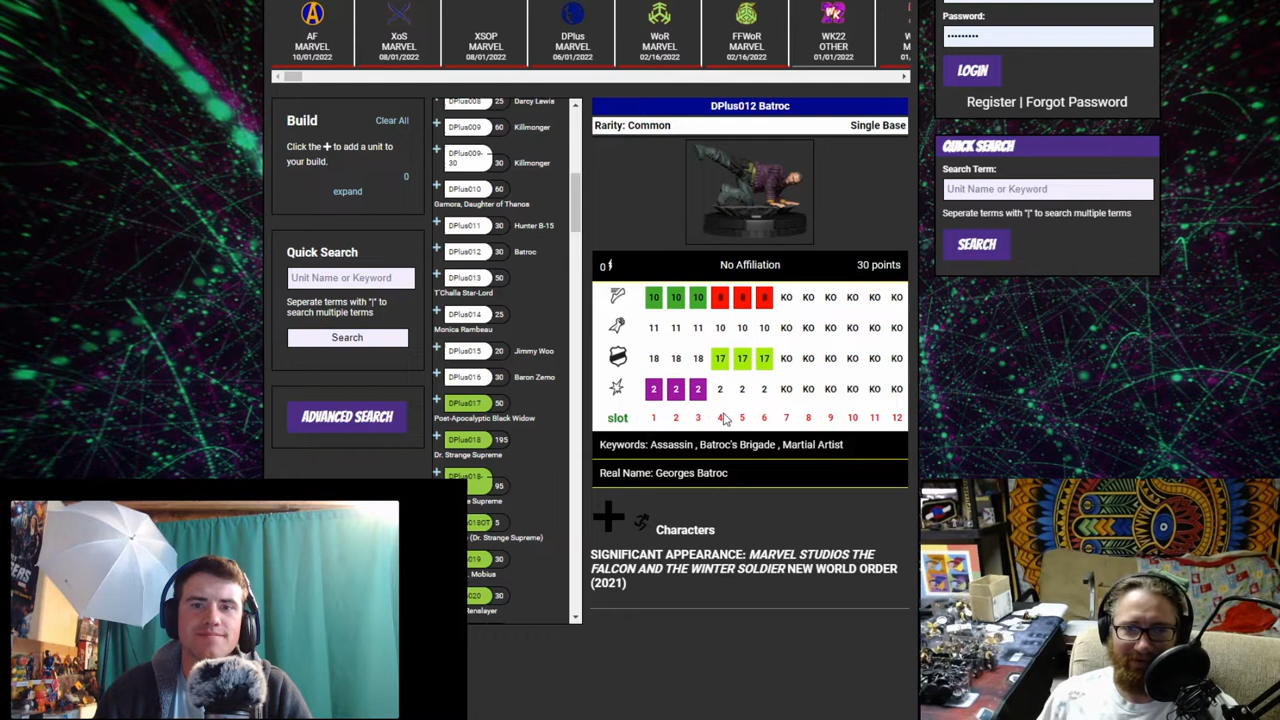 AF
MARVEL
10/01/2022
XoS
MARVEL
08/01/2022
XSOP
MARVEL
08/01/2022
DPlus
MARVEL
06/01/2022
WoR
MARVEL
02/16/2022
FFWoR
MARVEL
02/16/2022
WK22
OTHER
01/01/2022
Password:
LOGIN
Register | Forgot Password
QUICK SEARCH
Search Term:
Unit Name or Keyword
Seperate terms with "|" to search multiple terms
SEARCH
Build
Clear All
Click the + to add a unit to
your build.
0
expand
Quick Search
Unit Name or Keyword
Seperate terms with "|" to
search multiple terms
Search
ADVANCED SEARCH
DPlus008 25 Darcy Lewis
DPlus009 60 Killmonger
DPlus009-
30 30 Killmonger
DPlus010 60
Gamora, Daughter of Thanos
DPlus011 30 Hunter B-15
DPlus012 30 Batroc
DPlus013 50
T'Challa Star-Lord
DPlus014 25
Monica Rambeau
DPlus015 20 Jimmy Woo
DPlus016 30 Baron Zemo
DPlus017 50
Post-Apocalyptic Black Widow
DPlus018 195
Dr. Strange Supreme
DPlus018-
95
Supreme
5
(Dr. Strange Supreme)
30
Mobius
30
DPlus012 Batroc
Rarity: Common Single Base
0 No Affiliation 30 points
10 10 10 8 8 8 KO KO KO KO KO KO
11 11 11 10 10 10 KO KO KO KO KO KO
18 18 18 17 17 17 KO KO KO KO KO KO
2 2 2 2 2 2 KO KO KO KO KO KO
slot 1 2 3 4 5 6 7 8 9 10 11 12
Keywords: Assassin , Batroc's Brigade , Martial Artist
Real Name: Georges Batroc
Characters
SIGNIFICANT APPEARANCE: MARVEL STUDIOS THE
FALCON AND THE WINTER SOLDIER NEW WORLD ORDER
(2021)